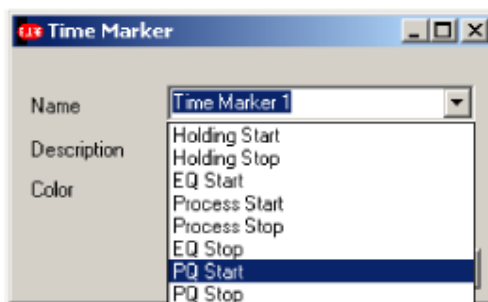 Time Marker
Name
Time Marker 1
Description
Color
Holding Start
Holding Stop
EQ Start
Process Start
Process Stop
EQ Stop
PQ Start
PQ Stop